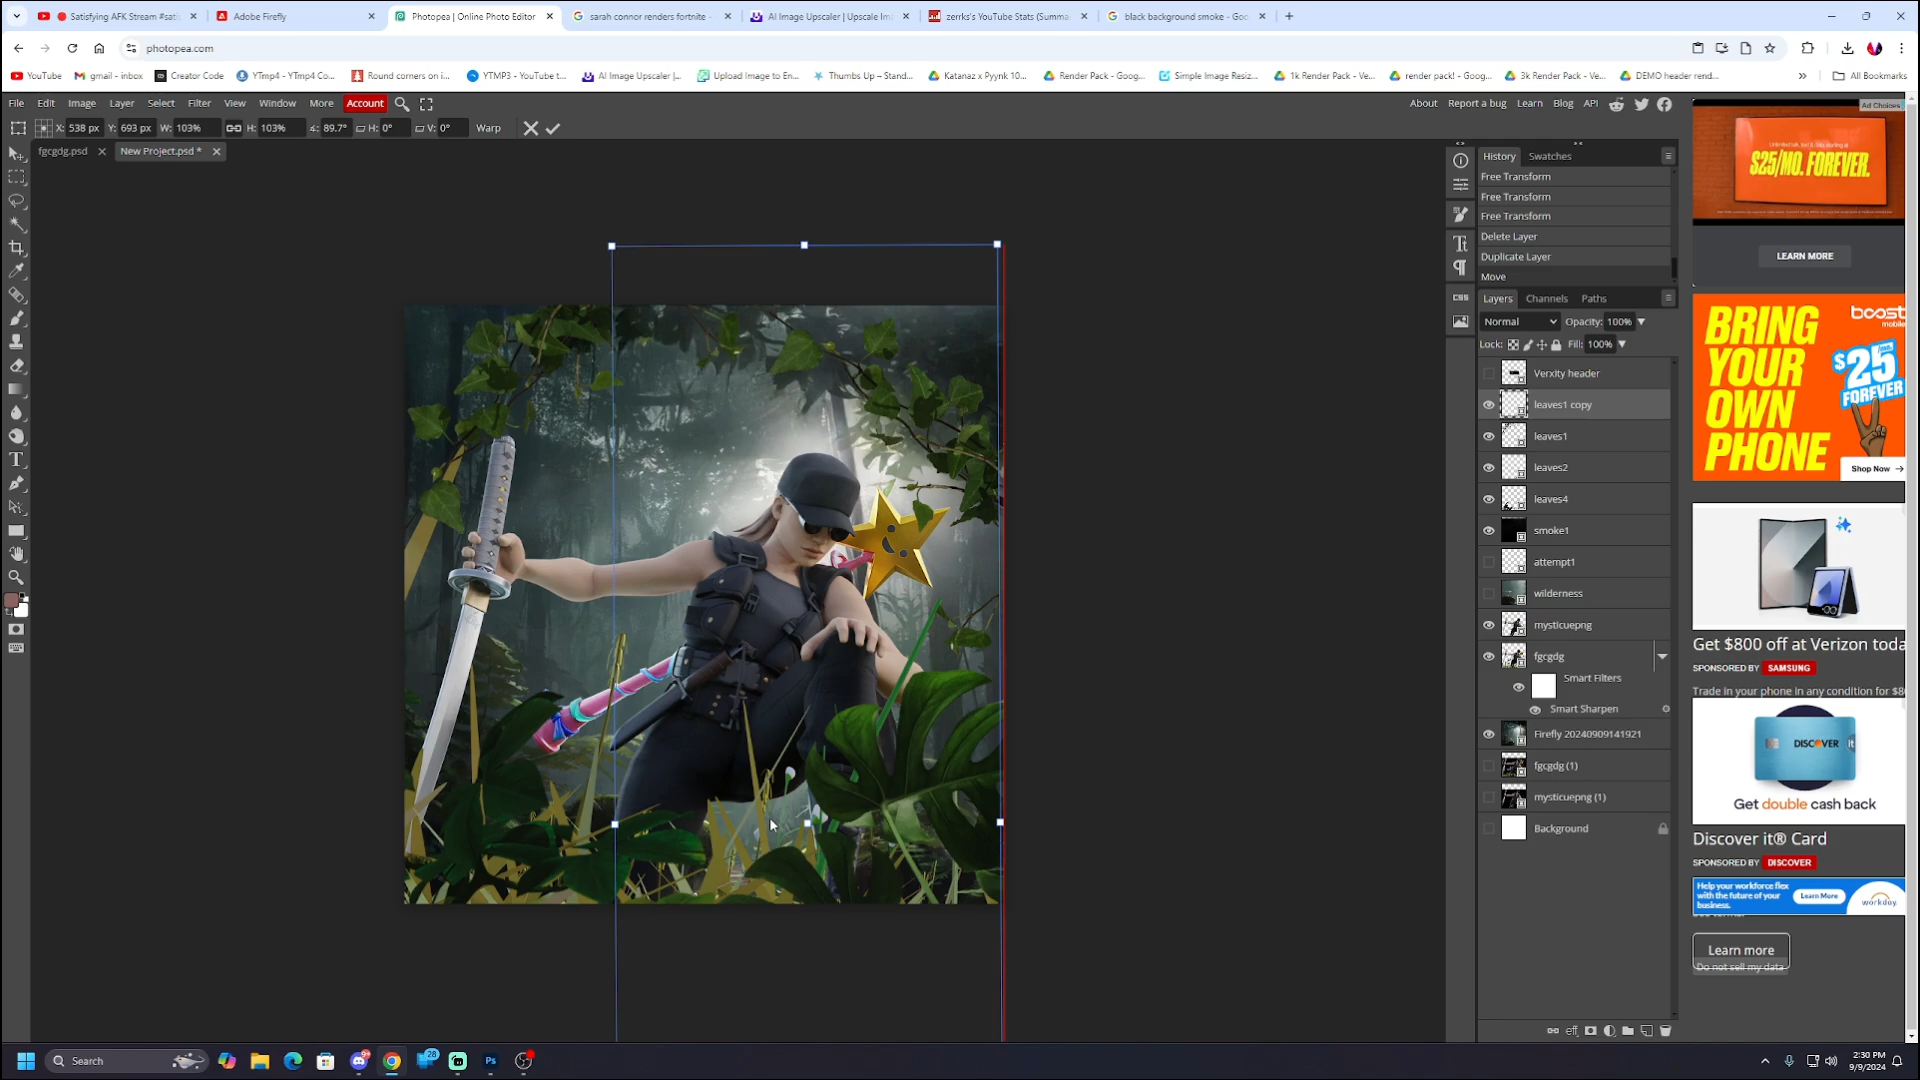 Satisfying AFK Stream #sati
Adobe Firefly
Photopea | Online Photo Editor
sarah connor renders fortnite -
AI Image Upscaler | Upscale Im
zerrks's YouTube Stats (Summa
black background smoke - Goo
photopea.com
YouTube
gmail - inbox
Creator Code
YTmp4 - YTmp4 Co...
Round corners on i...
YTMP3 - YouTube t...
AI Image Upscaler |...
Upload Image to En...
Thumbs Up – Stand...
Katanaz x Pyynk 10...
Render Pack - Goog...
Simple Image Resiz...
1k Render Pack - Ve...
render pack! - Goog...
3k Render Pack - Ve...
DEMO header rend...
All Bookmarks
File Edit Image Layer Select Filter View Window More Account
About Report a bug Learn Blog API
X: 538 px Y: 693 px W: 103% H: 103% ∡: 89.7° H: 0° V: 0° Warp
fgcgdg.psd
New Project.psd *
History Swatches
Free Transform
Free Transform
Free Transform
Delete Layer
Duplicate Layer
Move
CSS
Layers Channels Paths
Normal Opacity: 100%
Lock: Fill: 100%
Verxity header
leaves1 copy
leaves1
leaves2
leaves4
smoke1
attempt1
wilderness
mysticuepng
fgcgdg
Smart Filters
Smart Sharpen
Firefly 20240909141921
fgcgdg (1)
mysticuepng (1)
Background
eff
Ad Choices
$25/MO. FOREVER.
LEARN MORE
boost
mobile
BRING
YOUR
OWN
PHONE
$25
FOREVER
Shop Now →
Get $800 off at Verizon toda
SPONSORED BY SAMSUNG
Trade in your phone in any condition for $8
DISCOVER it
Get double cash back
Discover it® Card
SPONSORED BY DISCOVER
Help your workforce flex
with the future of your
business.
Learn More
workday.
Learn more
Do not sell my data
Search
28
Ps
2:30 PM
9/9/2024